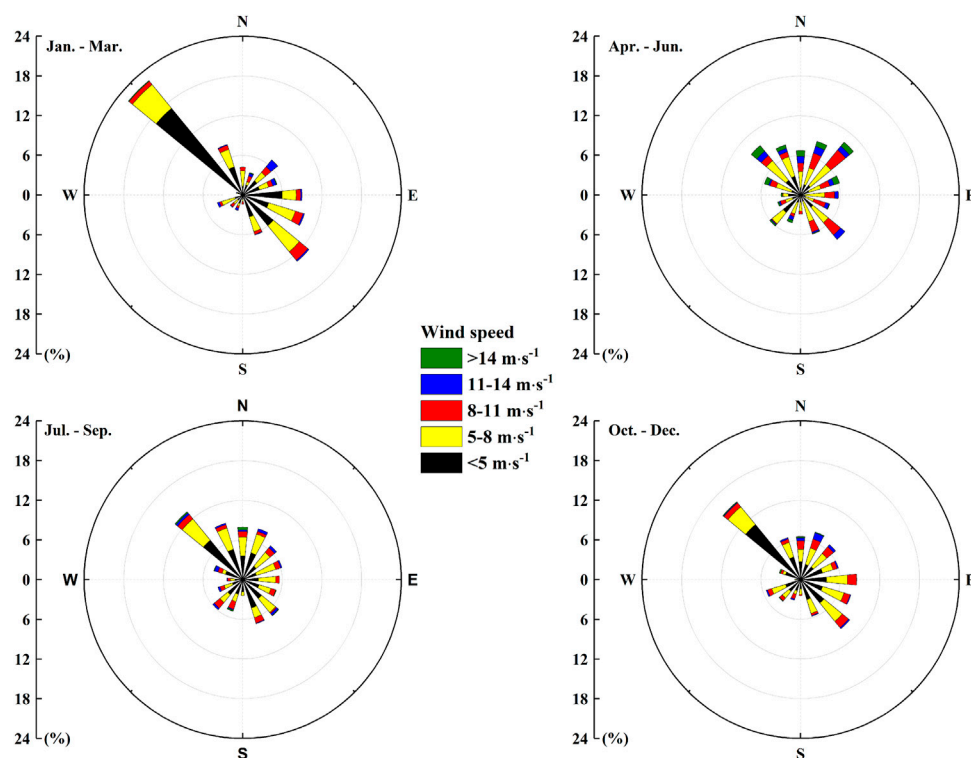 N
24
Jan. - Mar.
18
12
6
0
W
E
6
12
18
24
(%)
S
N
24
Apr. - Jun.
18
12
6
0
W
6
12
18
24
(%)
S
Wind speed
>14 m·s-1
11-14 m·s-1
8-11 m·s-1
5-8 m·s-1
<5 m·s-1
N
24
Jul. - Sep.
18
12
6
0
W
E
6
12
18
24
(%)
S
N
24
Oct. - Dec.
18
12
6
0
W
6
12
18
24
(%)
S